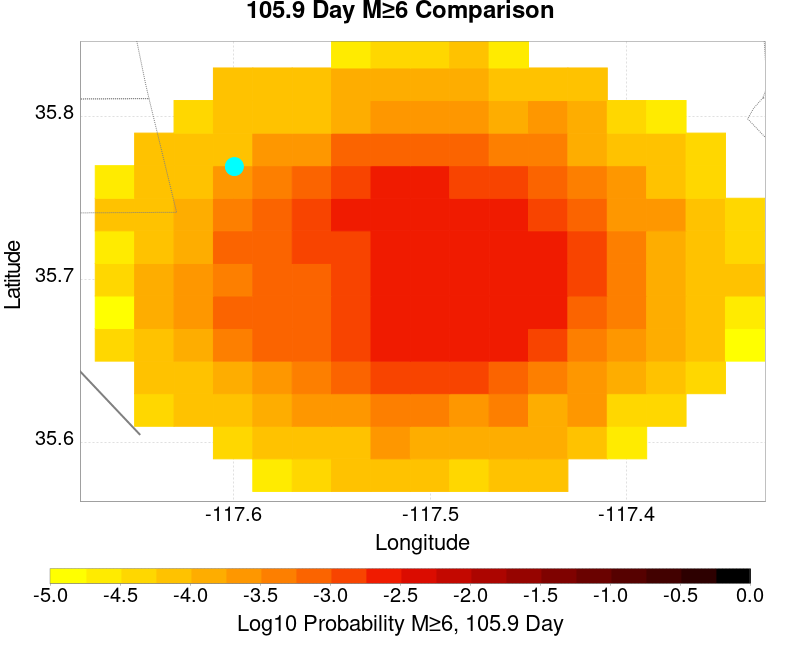 105.9 Day M≥6 Comparison
35.8
35.7
35.6
Latitude
-117.6 -117.5 -117.4
Longitude
-5.0 -4.5 -4.0 -3.5 -3.0 -2.5 -2.0 -1.5 -1.0 -0.5 0.0
Log10 Probability M≥6, 105.9 Day